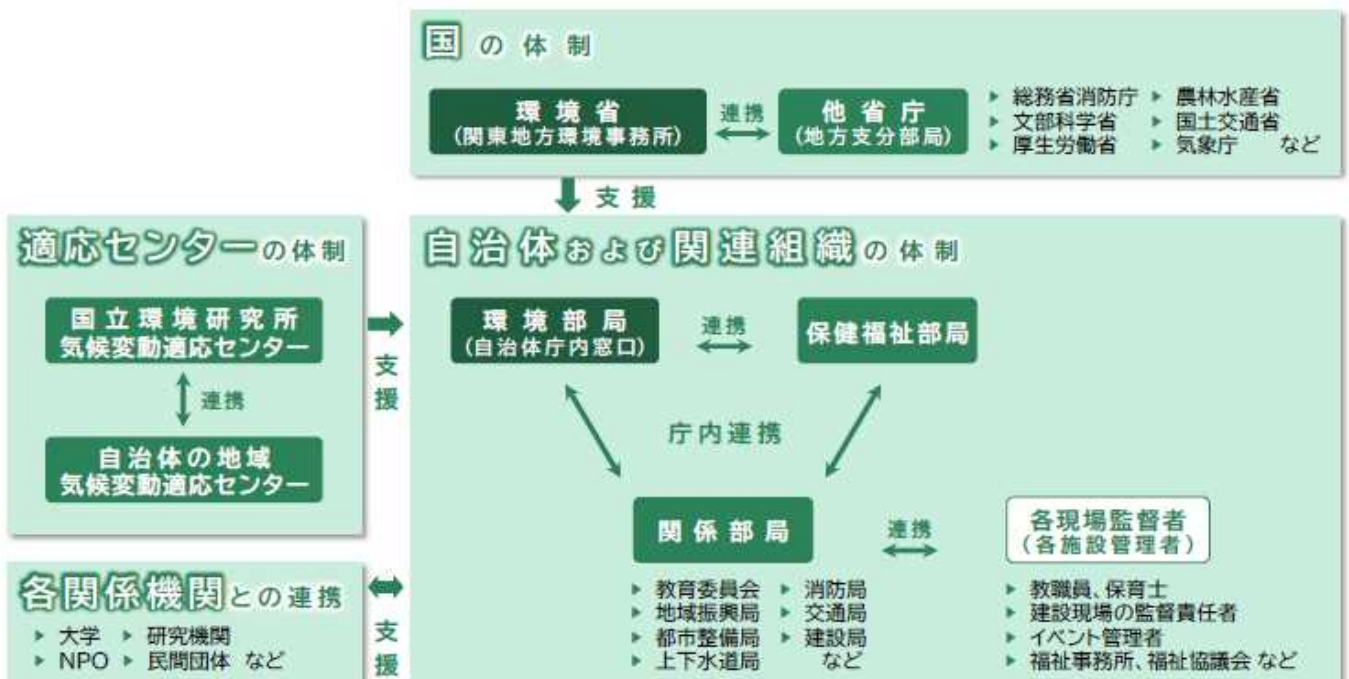 国の体制
環境省
(関東地方環境事務所)
連携
他省庁
(地方支分部局)
▶ 総務省消防庁 ▶ 農林水産省
▶ 文部科学省 ▶ 国土交通省
▶ 厚生労働省 ▶ 気象庁 など
支援
適応センターの体制
国立環境研究所
気候変動適応センター
連携
自治体の地域
気候変動適応センター
支援
自治体および関連組織の体制
環境部局
(自治体庁内窓口)
連携
保健福祉部局
庁内連携
関係部局
連携
各現場監督者
(各施設管理者)
▶ 教育委員会 ▶ 消防局
▶ 地域振興局 ▶ 交通局
▶ 都市整備局 ▶ 建設局
▶ 上下水道局 など
▶ 教職員、保育士
▶ 建設現場の監督責任者
▶ イベント管理者
▶ 福祉事務所、福祉協議会 など
各関係機関との連携
▶ 大学 ▶ 研究機関
▶ NPO ▶ 民間団体 など
支援